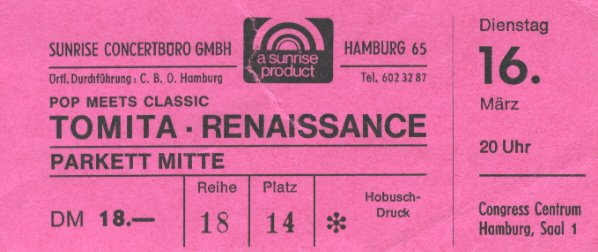 SUNRISE CONCERTBÜRO GMBH
a sunrise
product
HAMBURG 65
Örtl. Durchführung: C. B. O. Hamburg
Tel. 602 32 87
POP MEETS CLASSIC
TOMITA · RENAISSANCE
PARKETT MITTE
DM 18.—
Reihe
18
Platz
14
*
Hobusch-
Druck
Dienstag
16.
März
20 Uhr
Congress Centrum
Hamburg, Saal 1